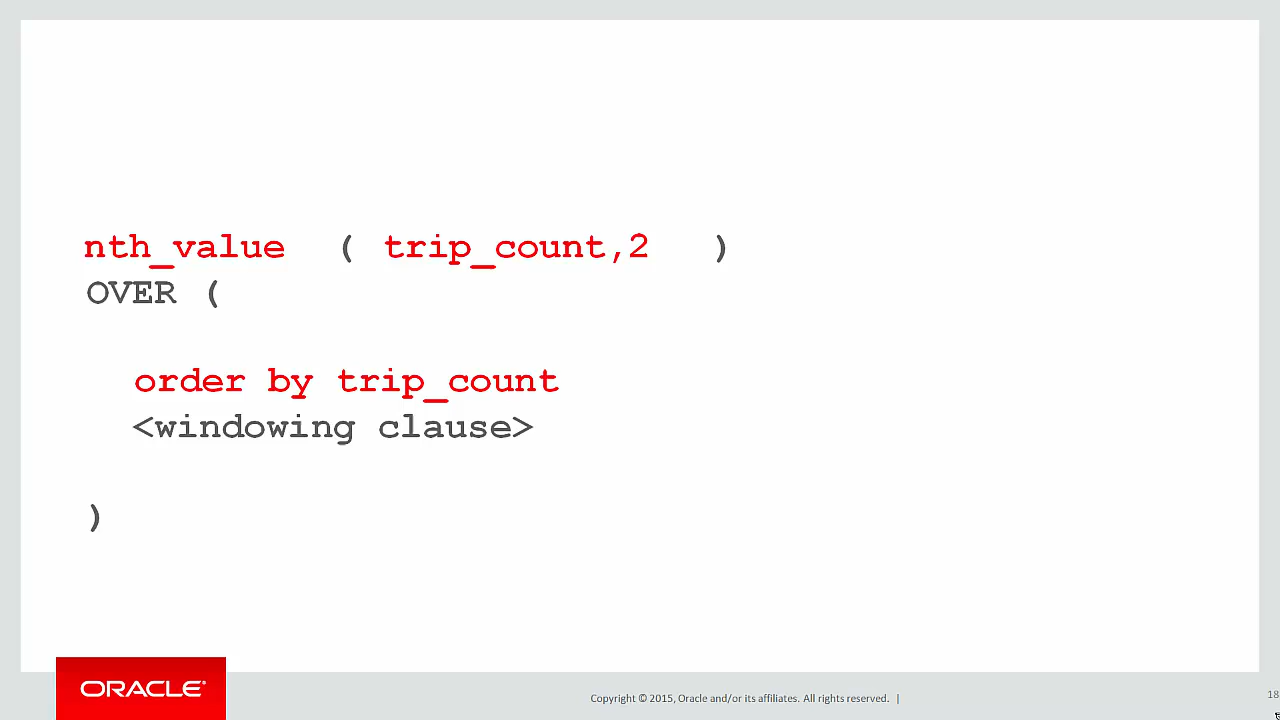 nth_value ( trip_count,2 )
OVER (
order by trip_count
<windowing clause>
)
ORACLE®
Copyright © 2015, Oracle and/or its affiliates. All rights reserved. |
18